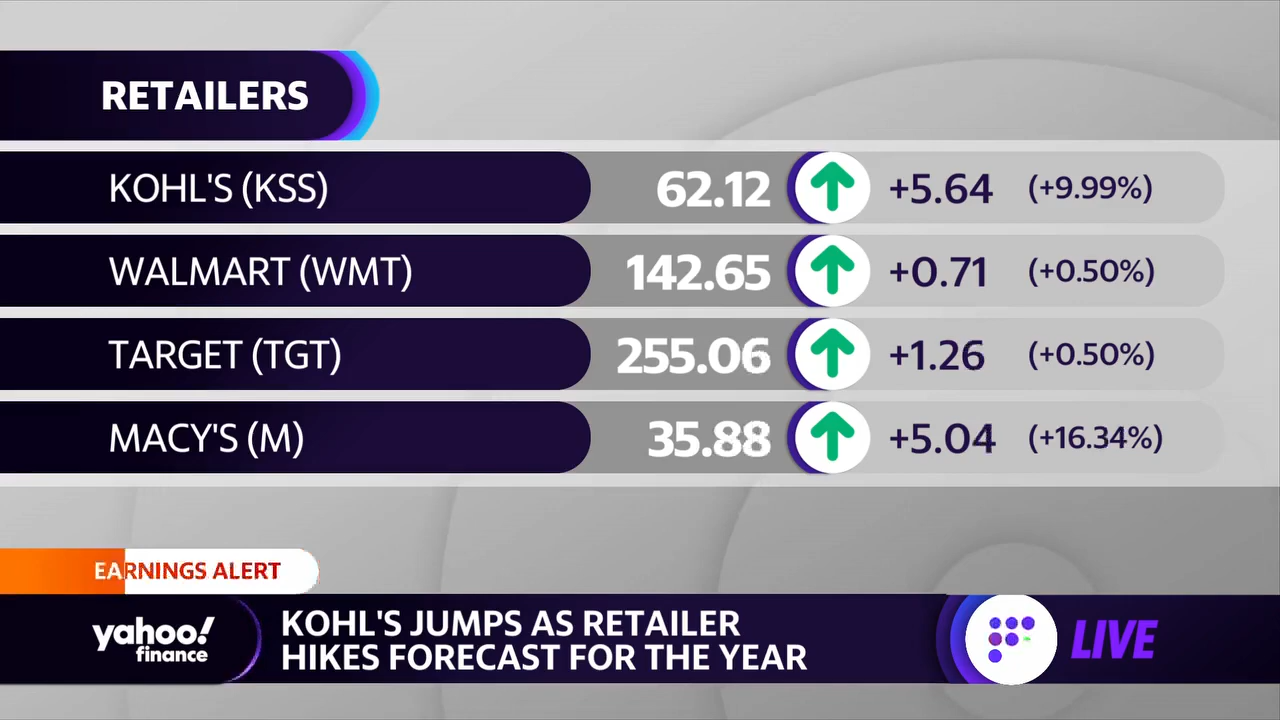 RETAILERS
KOHL'S (KSS) 62.12 +5.64 (+9.99%)
WALMART (WMT) 142.65 +0.71 (+0.50%)
TARGET (TGT) 255.06 +1.26 (+0.50%)
MACY'S (M) 35.88 +5.04 (+16.34%)
EARNINGS ALERT
yahoo!
finance
KOHL'S JUMPS AS RETAILER
HIKES FORECAST FOR THE YEAR
LIVE